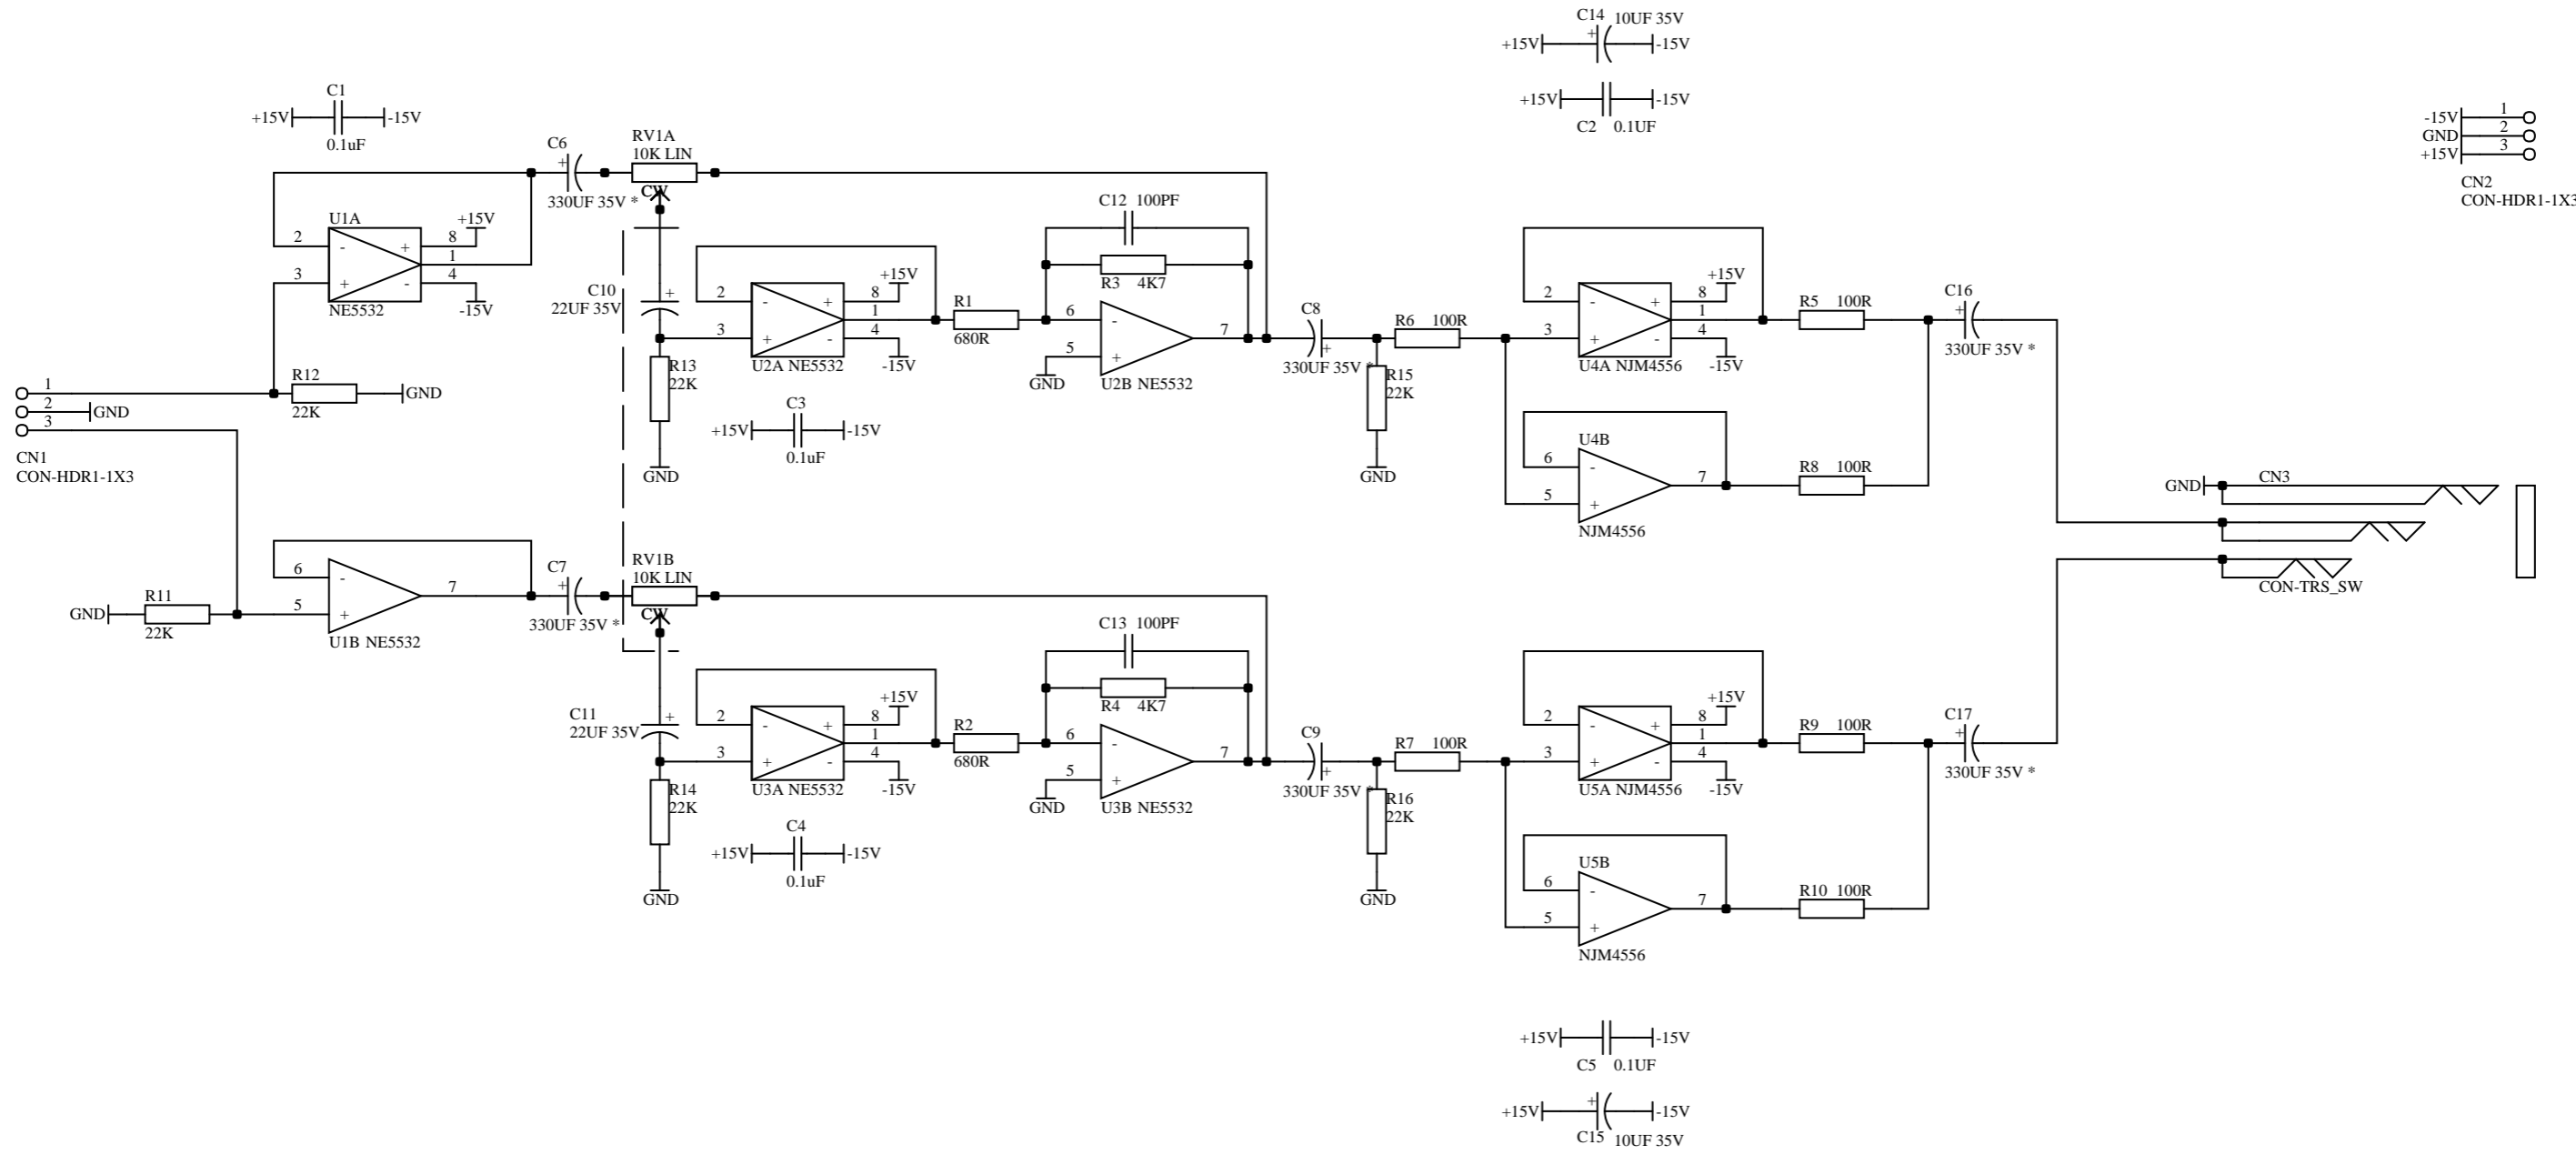 C14 10UF 35V
+15V -15V
+15V -15V
C2 0.1UF
C1
+15V -15V
0.1uF
-15V 1
GND 2
+15V 3
CN2
CON-HDR1-1X3
C6
+
330UF 35V *
RV1A
10K LIN
CW
U1A
+15V
2 - + 8
1
3 + - 4
-15V
NE5532
C10 +
22UF 35V
R13
22K
GND
+15V
2 - + 8
1
3 + - 4
-15V
U2A NE5532
R1
680R
C12 100PF
R3 4K7
6 -
7
5 +
GND
U2B NE5532
C8
+
330UF 35V *
R6 100R
R15
22K
GND
+15V
2 - + 8
1
3 + - 4
U4A NJM4556 -15V
R5 100R
C16
+
330UF 35V *
1
2 GND
3
CN1
CON-HDR1-1X3
R12
22K
GND
C3
+15V -15V
0.1uF
U4B
6 -
7
5 +
NJM4556
R8 100R
GND CN3
CON-TRS_SW
GND R11
22K
6 -
7
5 +
U1B NE5532
C7
+
330UF 35V *
RV1B
10K LIN
CW
C11 +
22UF 35V
R14
22K
GND
+15V
2 - + 8
1
3 + - 4
U3A NE5532 -15V
R2
680R
C13 100PF
R4 4K7
6 -
7
5 +
GND
U3B NE5532
C9
+
330UF 35V *
R7 100R
R16
22K
GND
+15V
2 - + 8
1
3 + - 4
U5A NJM4556 -15V
R9 100R
C17
+
330UF 35V *
C4
+15V -15V
0.1uF
U5B
6 -
7
5 +
NJM4556
R10 100R
+15V -15V
C5 0.1UF
+
+15V -15V
C15 10UF 35V